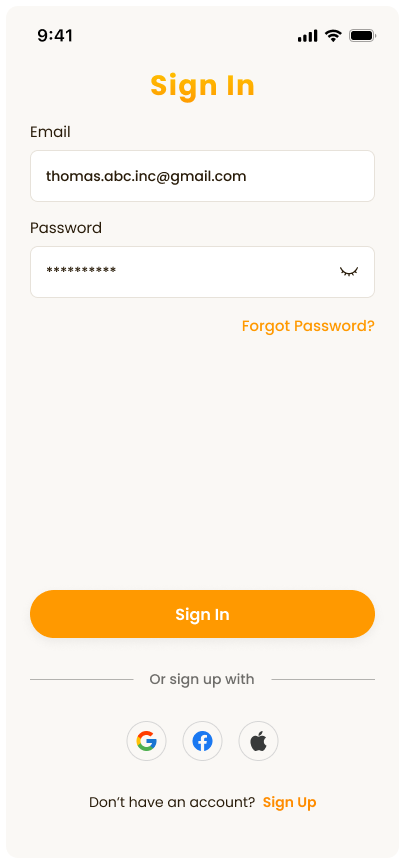 9:41
Sign In
Email
thomas.abc.inc@gmail.com
Password
**********
Forgot Password?
Sign In
Or sign up with
Don’t have an account? Sign Up